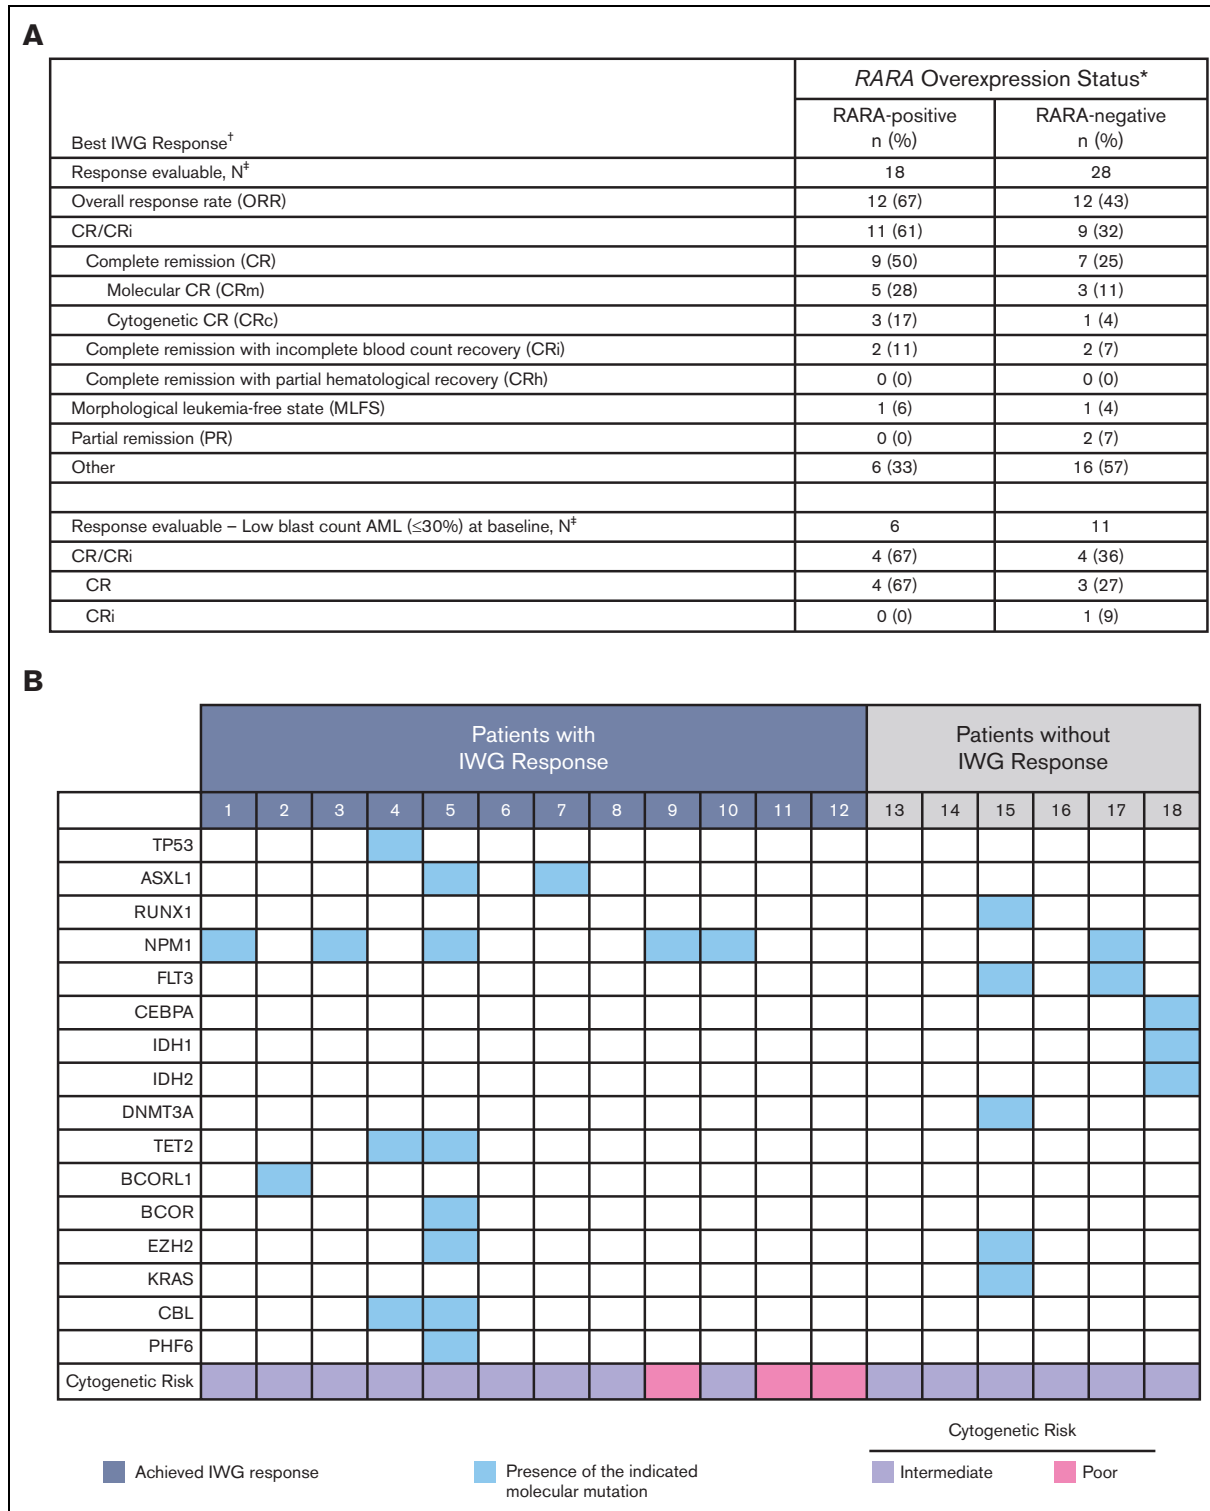 A
RARA Overexpression Status*
Best IWG Response† RARA-positive n (%) RARA-negative n (%)
Response evaluable, N‡ 18 28
Overall response rate (ORR) 12 (67) 12 (43)
CR/CRi 11 (61) 9 (32)
Complete remission (CR) 9 (50) 7 (25)
Molecular CR (CRm) 5 (28) 3 (11)
Cytogenetic CR (CRc) 3 (17) 1 (4)
Complete remission with incomplete blood count recovery (CRi) 2 (11) 2 (7)
Complete remission with partial hematological recovery (CRh) 0 (0) 0 (0)
Morphological leukemia-free state (MLFS) 1 (6) 1 (4)
Partial remission (PR) 0 (0) 2 (7)
Other 6 (33) 16 (57)
Response evaluable – Low blast count AML (≤30%) at baseline, N‡ 6 11
CR/CRi 4 (67) 4 (36)
CR 4 (67) 3 (27)
CRi 0 (0) 1 (9)
B
Patients with IWG Response
Patients without IWG Response
1 2 3 4 5 6 7 8 9 10 11 12 13 14 15 16 17 18
TP53
ASXL1
RUNX1
NPM1
FLT3
CEBPA
IDH1
IDH2
DNMT3A
TET2
BCORL1
BCOR
EZH2
KRAS
CBL
PHF6
Cytogenetic Risk
Cytogenetic Risk
Achieved IWG response
Presence of the indicated
molecular mutation
Intermediate
Poor